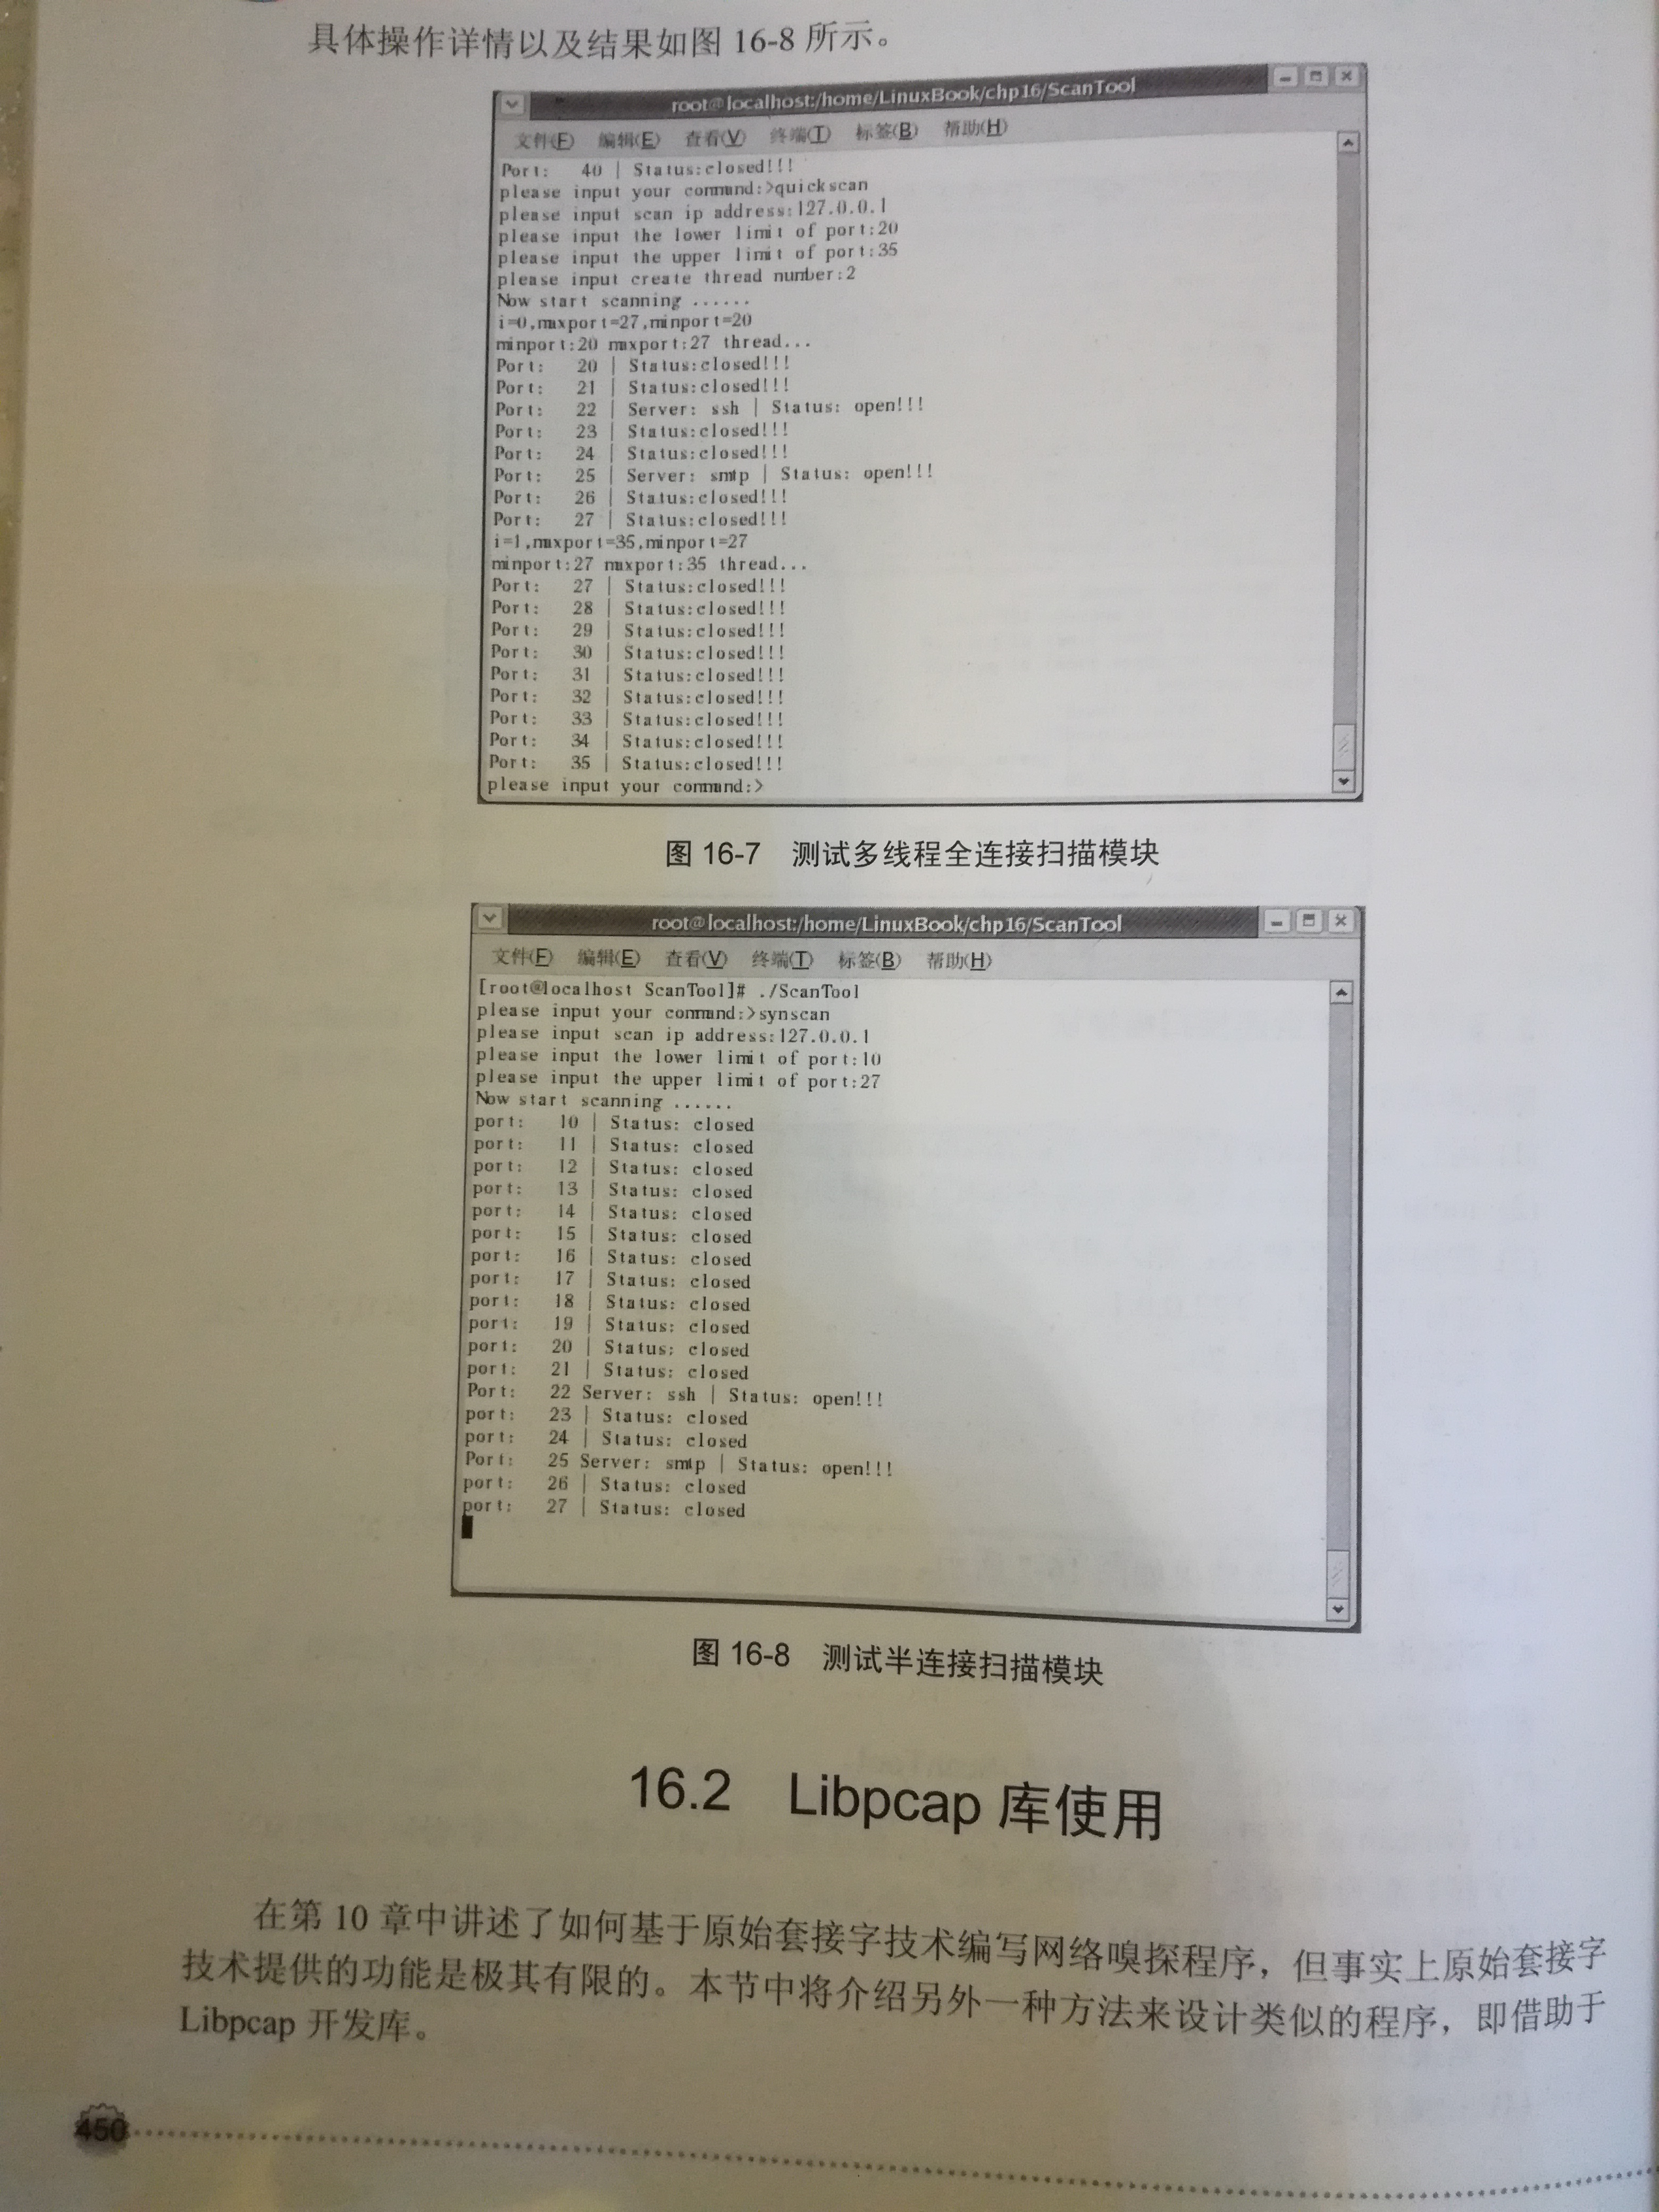 具体操作详情以及结果如图 16-8 所示。
root@localhost:/home/LinuxBook/chp16/ScanTool
文件(F) 编辑(E) 查看(V) 终端(T) 标签(B) 帮助(H)
Port: 40 | Status:closed!!!
please input your command:>quickscan
please input scan ip address:127.0.0.1
please input the lower limit of port:20
please input the upper limit of port:35
please input create thread number:2
Now start scanning ......
i=0,maxport=27,minport=20
minport:20 maxport:27 thread...
Port: 20 | Status:closed!!!
Port: 21 | Status:closed!!!
Port: 22 | Server: ssh | Status: open!!!
Port: 23 | Status:closed!!!
Port: 24 | Status:closed!!!
Port: 25 | Server: smtp | Status: open!!!
Port: 26 | Status:closed!!!
Port: 27 | Status:closed!!!
i=1,maxport=35,minport=27
minport:27 maxport:35 thread...
Port: 27 | Status:closed!!!
Port: 28 | Status:closed!!!
Port: 29 | Status:closed!!!
Port: 30 | Status:closed!!!
Port: 31 | Status:closed!!!
Port: 32 | Status:closed!!!
Port: 33 | Status:closed!!!
Port: 34 | Status:closed!!!
Port: 35 | Status:closed!!!
please input your command:>
图 16-7 测试多线程全连接扫描模块
root@localhost:/home/LinuxBook/chp16/ScanTool
文件(F) 编辑(E) 查看(V) 终端(T) 标签(B) 帮助(H)
[root@localhost ScanTool]# ./ScanTool
please input your command:>synscan
please input scan ip address:127.0.0.1
please input the lower limit of port:10
please input the upper limit of port:27
Now start scanning ......
port: 10 | Status: closed
port: 11 | Status: closed
port: 12 | Status: closed
port: 13 | Status: closed
port: 14 | Status: closed
port: 15 | Status: closed
port: 16 | Status: closed
port: 17 | Status: closed
port: 18 | Status: closed
port: 19 | Status: closed
port: 20 | Status: closed
port: 21 | Status: closed
Port: 22 Server: ssh | Status: open!!!
port: 23 | Status: closed
port: 24 | Status: closed
Port: 25 Server: smtp | Status: open!!!
port: 26 | Status: closed
port: 27 | Status: closed
图 16-8 测试半连接扫描模块
16.2 Libpcap 库使用
在第 10 章中讲述了如何基于原始套接字技术编写网络嗅探程序，但事实上原始套接字
技术提供的功能是极其有限的。本节中将介绍另外一种方法来设计类似的程序，即借助于
Libpcap 开发库。
450